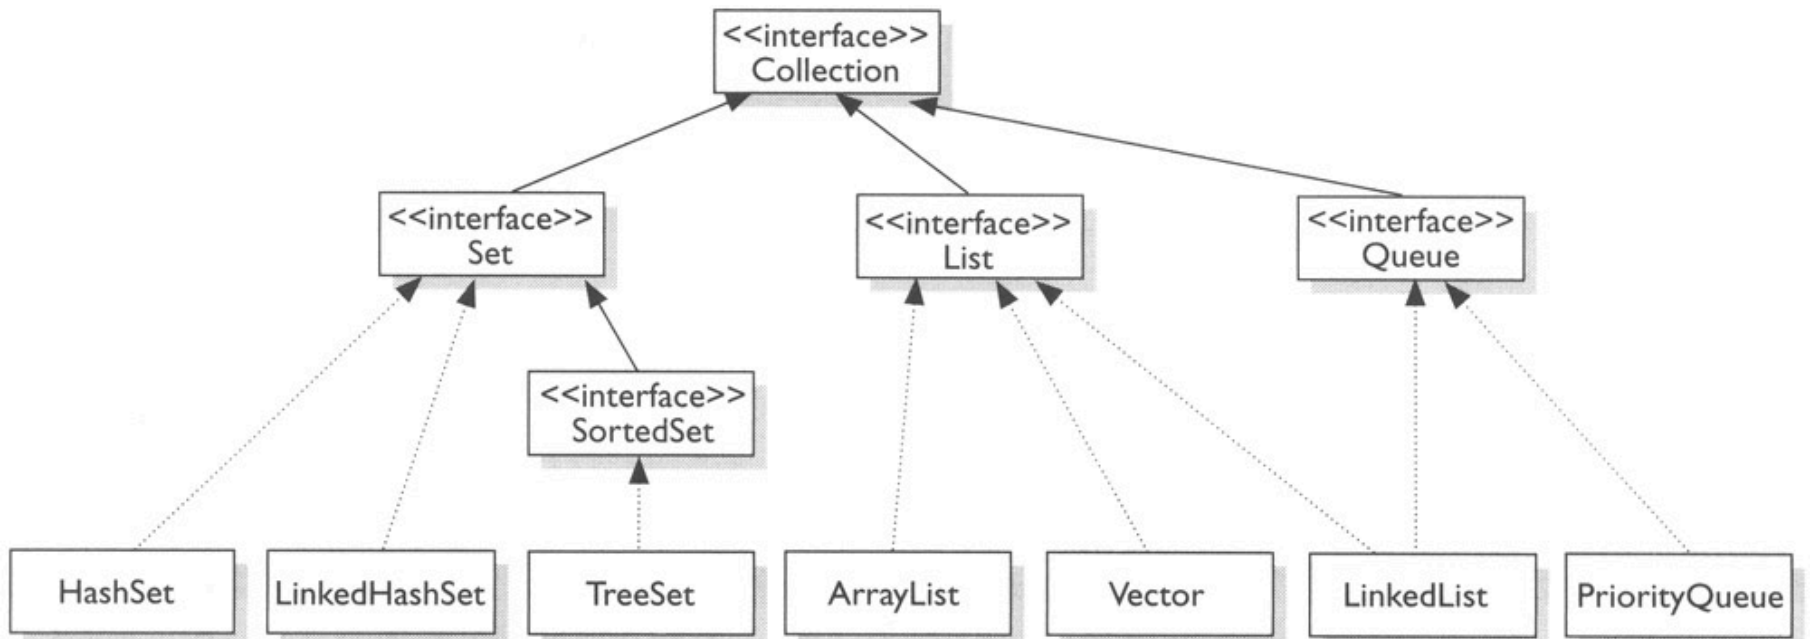 <<interface>>
Collection
<<interface>>
Set
<<interface>>
List
<<interface>>
Queue
<<interface>>
SortedSet
HashSet
LinkedHashSet
TreeSet
ArrayList
Vector
LinkedList
PriorityQueue